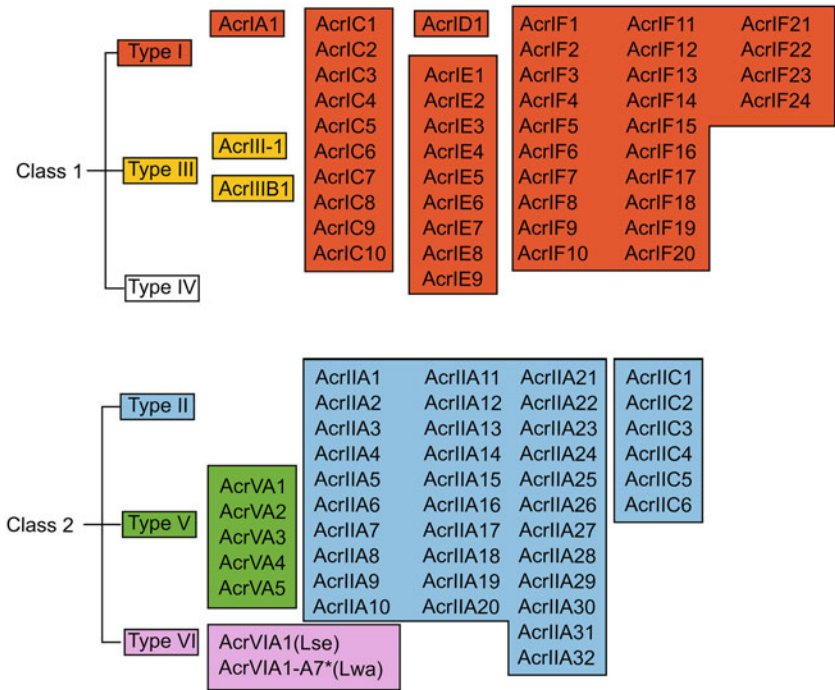 Class 1
Type I
Type III
Type IV
AcrIA1
AcrIII-1
AcrIIIB1
AcrIC1
AcrIC2
AcrIC3
AcrIC4
AcrIC5
AcrIC6
AcrIC7
AcrIC8
AcrIC9
AcrIC10
AcrID1
AcrIE1
AcrIE2
AcrIE3
AcrIE4
AcrIE5
AcrIE6
AcrIE7
AcrIE8
AcrIE9
AcrIF1
AcrIF2
AcrIF3
AcrIF4
AcrIF5
AcrIF6
AcrIF7
AcrIF8
AcrIF9
AcrIF10
AcrIF11
AcrIF12
AcrIF13
AcrIF14
AcrIF15
AcrIF16
AcrIF17
AcrIF18
AcrIF19
AcrIF20
AcrIF21
AcrIF22
AcrIF23
AcrIF24
Class 2
Type II
Type V
Type VI
AcrVA1
AcrVA2
AcrVA3
AcrVA4
AcrVA5
AcrVIA1(Lse)
AcrVIA1-A7*(Lwa)
AcrIIA1
AcrIIA2
AcrIIA3
AcrIIA4
AcrIIA5
AcrIIA6
AcrIIA7
AcrIIA8
AcrIIA9
AcrIIA10
AcrIIA11
AcrIIA12
AcrIIA13
AcrIIA14
AcrIIA15
AcrIIA16
AcrIIA17
AcrIIA18
AcrIIA19
AcrIIA20
AcrIIA21
AcrIIA22
AcrIIA23
AcrIIA24
AcrIIA25
AcrIIA26
AcrIIA27
AcrIIA28
AcrIIA29
AcrIIA30
AcrIIA31
AcrIIA32
AcrIIC1
AcrIIC2
AcrIIC3
AcrIIC4
AcrIIC5
AcrIIC6